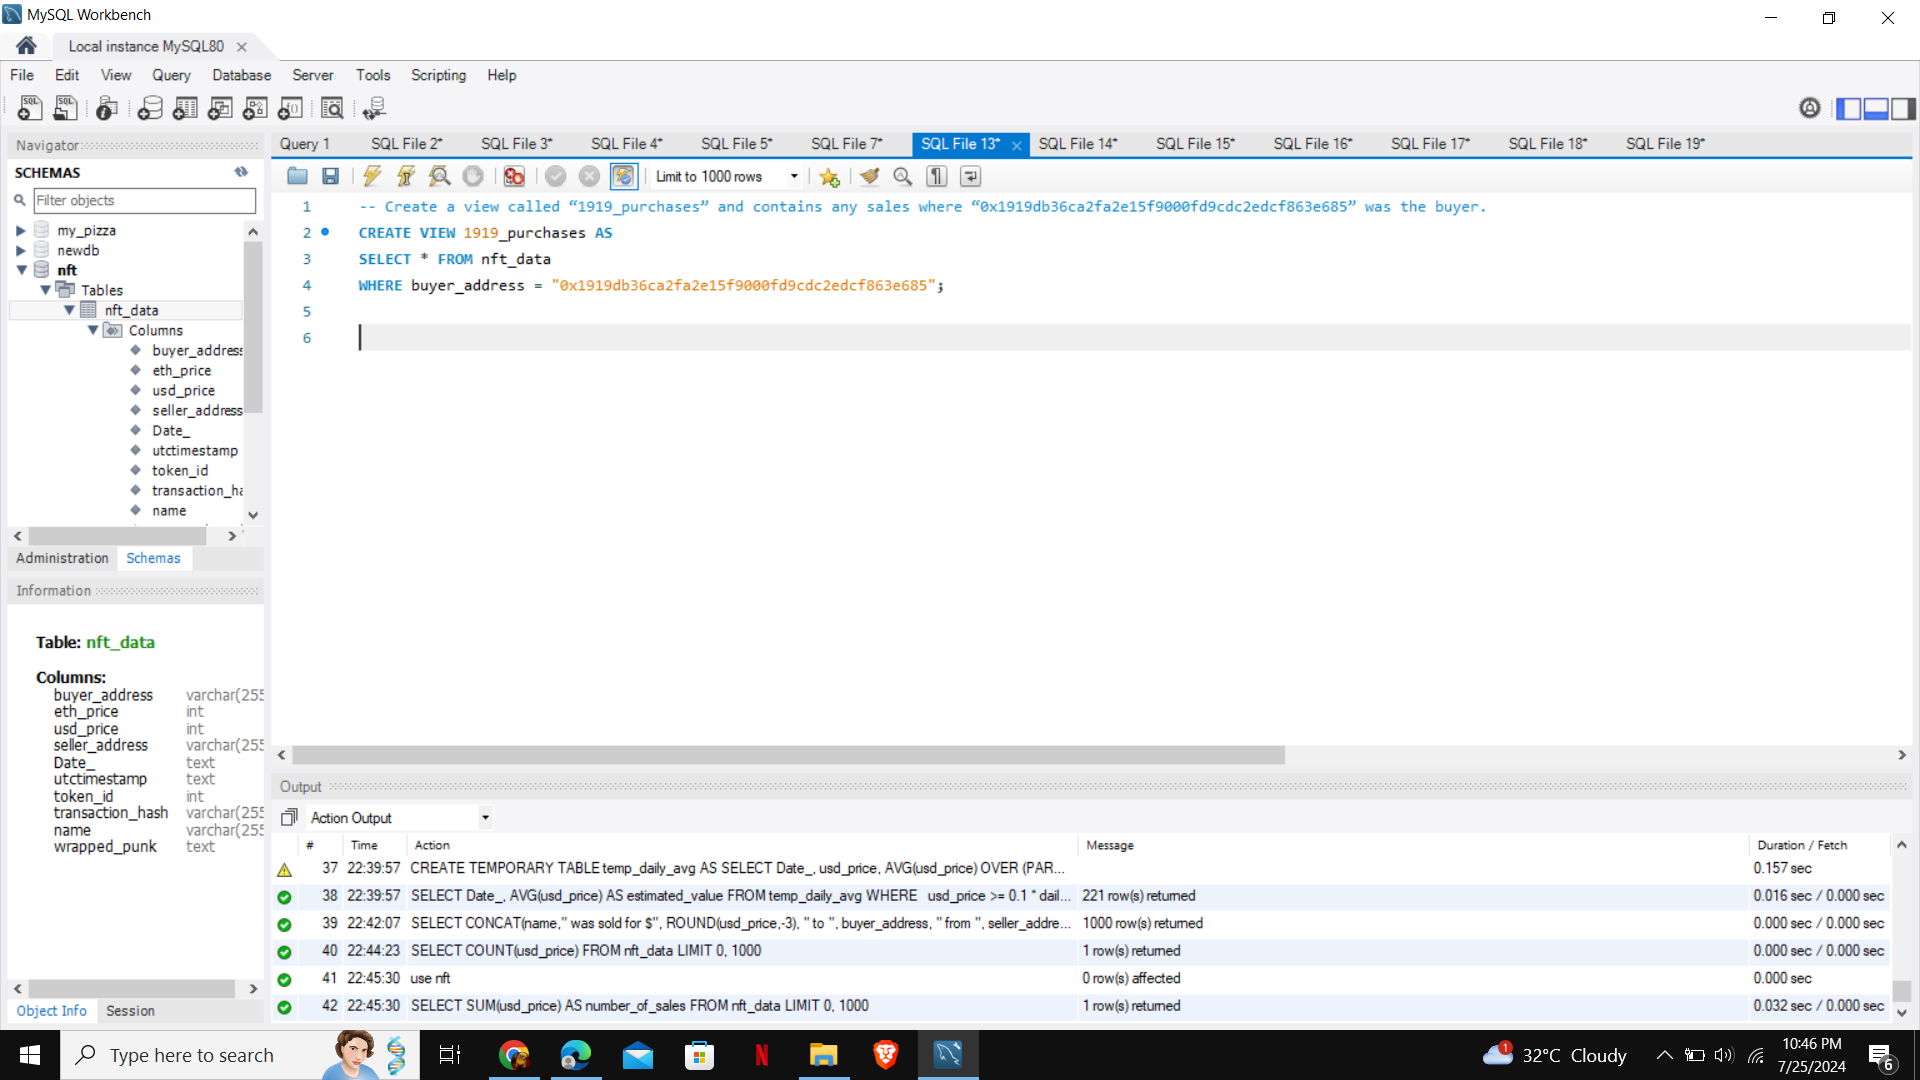 MySQL Workbench
Local instance MySQL80
File Edit View Query Database Server Tools Scripting Help
Navigator
SCHEMAS
Filter objects
my_pizza
newdb
nft
Tables
nft_data
Columns
buyer_address
eth_price
usd_price
seller_address
Date_
utctimestamp
token_id
transaction_ha
name
Administration Schemas
Information
Table: nft_data
Columns:
buyer_address varchar(255
eth_price int
usd_price int
seller_address varchar(255
Date_ text
utctimestamp text
token_id int
transaction_hash varchar(255
name varchar(255
wrapped_punk text
Object Info Session
Query 1 SQL File 2* SQL File 3* SQL File 4* SQL File 5* SQL File 7* SQL File 13* SQL File 14* SQL File 15* SQL File 16* SQL File 17* SQL File 18* SQL File 19*
Limit to 1000 rows
1 -- Create a view called “1919_purchases” and contains any sales where “0x1919db36ca2fa2e15f9000fd9cdc2edcf863e685” was the buyer.
2 CREATE VIEW 1919_purchases AS
3 SELECT * FROM nft_data
4 WHERE buyer_address = "0x1919db36ca2fa2e15f9000fd9cdc2edcf863e685";
5
6
Output
Action Output
# Time Action Message Duration / Fetch
37 22:39:57 CREATE TEMPORARY TABLE temp_daily_avg AS SELECT Date_, usd_price, AVG(usd_price) OVER (PAR... 0.157 sec
38 22:39:57 SELECT Date_, AVG(usd_price) AS estimated_value FROM temp_daily_avg WHERE usd_price >= 0.1 * dail... 221 row(s) returned 0.016 sec / 0.000 sec
39 22:42:07 SELECT CONCAT(name," was sold for $", ROUND(usd_price,-3), " to ", buyer_address, " from ", seller_addre... 1000 row(s) returned 0.000 sec / 0.000 sec
40 22:44:23 SELECT COUNT(usd_price) FROM nft_data LIMIT 0, 1000 1 row(s) returned 0.000 sec / 0.000 sec
41 22:45:30 use nft 0 row(s) affected 0.000 sec
42 22:45:30 SELECT SUM(usd_price) AS number_of_sales FROM nft_data LIMIT 0, 1000 1 row(s) returned 0.032 sec / 0.000 sec
Type here to search
1
32°C Cloudy
10:46 PM
7/25/2024
6